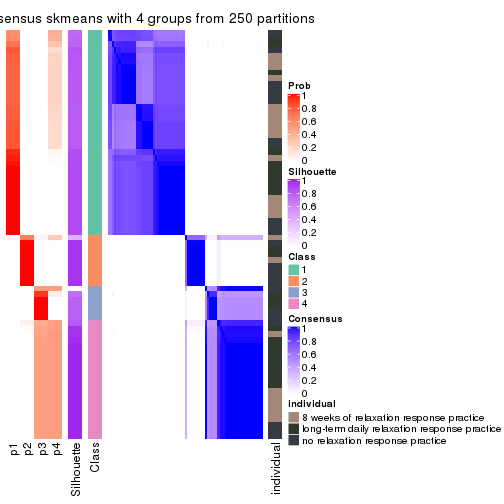 sensus skmeans with 4 groups from 250 partitions
Prob
1
0.8
0.6
0.4
0.2
0
Silhouette
1
0.8
0.6
0.4
0.2
0
Class
1
2
3
4
Consensus
1
0.8
0.6
0.4
0.2
0
individual
8 weeks of relaxation response practice
long-term daily relaxation response practice
no relaxation response practice
p1
p2
p3
p4
Silhouette
Class
individual